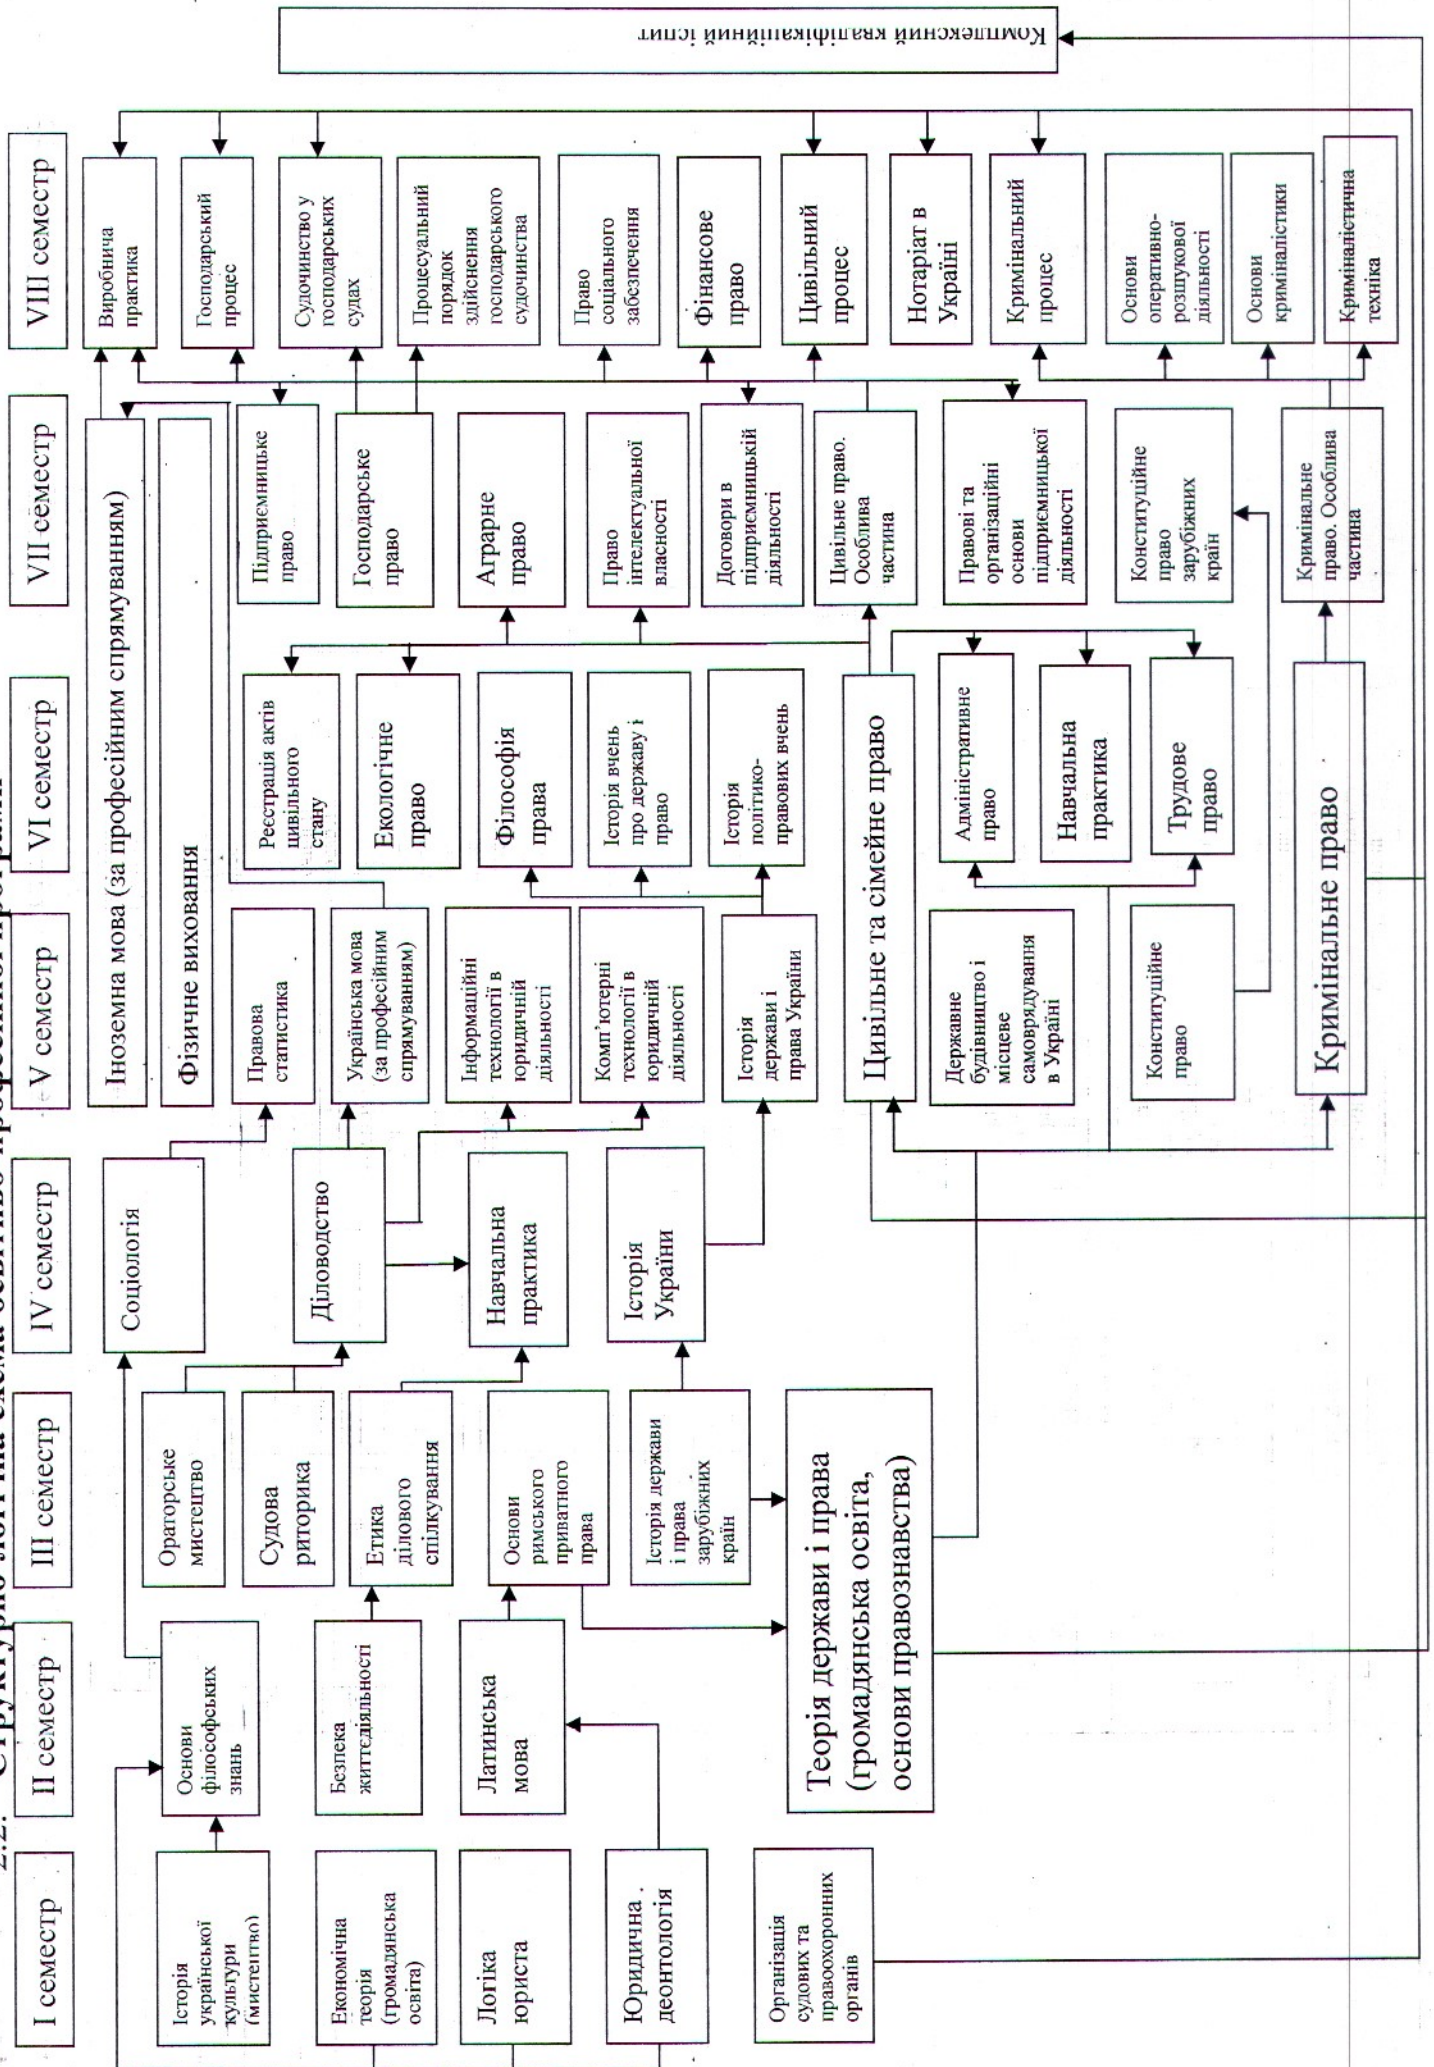 2.2. Структурно-логічна схема освітньо-професійної програми
I семестр
II семестр
III семестр
IV семестр
V семестр
VI семестр
VII семестр
VIII семестр
Історія
української
культури
(мистецтво)
Економічна
теорія
(громадянська
освіта)
Логіка
юриста
Юридична
деонтологія
Організація
судових та
правоохоронних
органів
Основи
філософських
знань
Безпека
життєдіяльності
Латинська
мова
Теорія держави і права
(громадянська освіта,
основи правознавства)
Ораторське
мистецтво
Судова
риторика
Етика
ділового
спілкування
Основи
римського
приватного
права
Історія держави
і права
зарубіжних
країн
Соціологія
Діловодство
Навчальна
практика
Історія
України
Іноземна мова (за професійним спрямуванням)
Фізичне виховання
Правова
статистика
Українська мова
(за професійним
спрямуванням)
Інформаційні
технології в
юридичній
діяльності
Комп'ютерні
технології в
юридичній
діяльності
Історія
держави і
права України
Цивільне та сімейне право
Державне
будівництво і
місцеве
самоврядування
в Україні
Конституційне
право
Кримінальне право
Реєстрація актів
цивільного
стану
Екологічне
право
Філософія
права
Історія вчень
про державу і
право
Історія
політико-
правових вчень
Адміністративне
право
Навчальна
практика
Трудове
право
Підприємницьке
право
Господарське
право
Аграрне
право
Право
інтелектуальної
власності
Договори в
підприємницькій
діяльності
Цивільне право.
Особлива
частина
Правові та
організаційні
основи
підприємницької
діяльності
Конституційне
право
зарубіжних
країн
Кримінальне
право. Особлива
частина
Виробнича
практика
Господарський
процес
Судочинство у
господарських
судах
Процесуальний
порядок
здійснення
господарського
судочинства
Право
соціального
забезпечення
Фінансове
право
Цивільний
процес
Нотаріат в
Україні
Кримінальний
процес
Основи
оперативно-
розшукової
діяльності
Основи
криміналістики
Криміналістична
техніка
Комплексний кваліфікаційний іспит